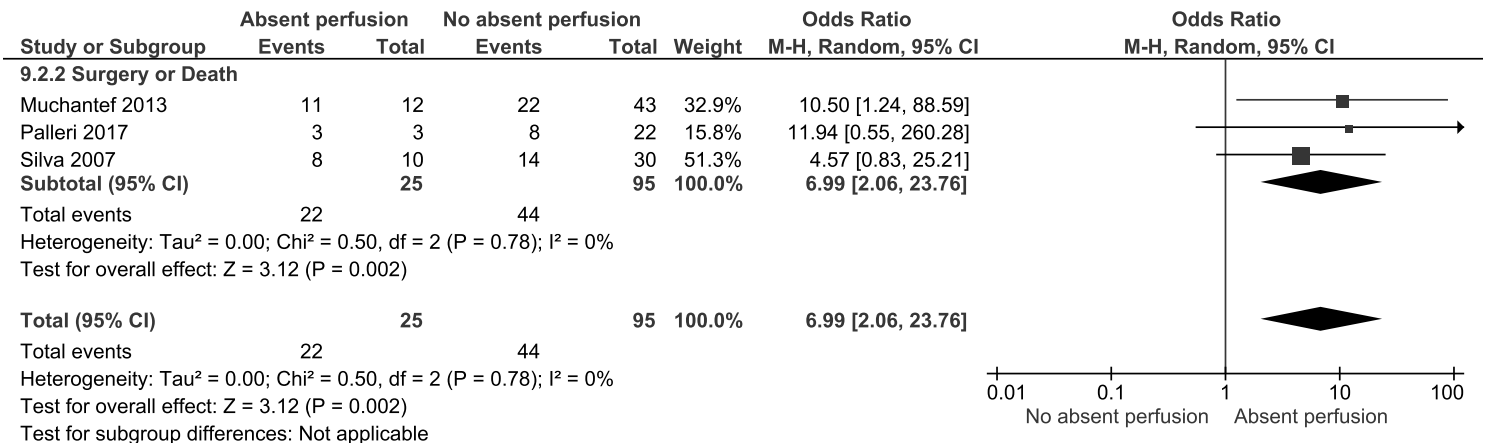 Absent perfusion No absent perfusion Odds Ratio Odds Ratio
Study or Subgroup Events Total Events Total Weight M-H, Random, 95% CI M-H, Random, 95% CI
9.2.2 Surgery or Death
Muchantef 2013 11 12 22 43 32.9% 10.50 [1.24, 88.59]
Palleri 2017 3 3 8 22 15.8% 11.94 [0.55, 260.28]
Silva 2007 8 10 14 30 51.3% 4.57 [0.83, 25.21]
Subtotal (95% CI) 25 95 100.0% 6.99 [2.06, 23.76]
Total events 22 44
Heterogeneity: Tau² = 0.00; Chi² = 0.50, df = 2 (P = 0.78); I² = 0%
Test for overall effect: Z = 3.12 (P = 0.002)
Total (95% CI) 25 95 100.0% 6.99 [2.06, 23.76]
Total events 22 44
Heterogeneity: Tau² = 0.00; Chi² = 0.50, df = 2 (P = 0.78); I² = 0%
Test for overall effect: Z = 3.12 (P = 0.002)
Test for subgroup differences: Not applicable
0.01 0.1 1 10 100
No absent perfusion Absent perfusion